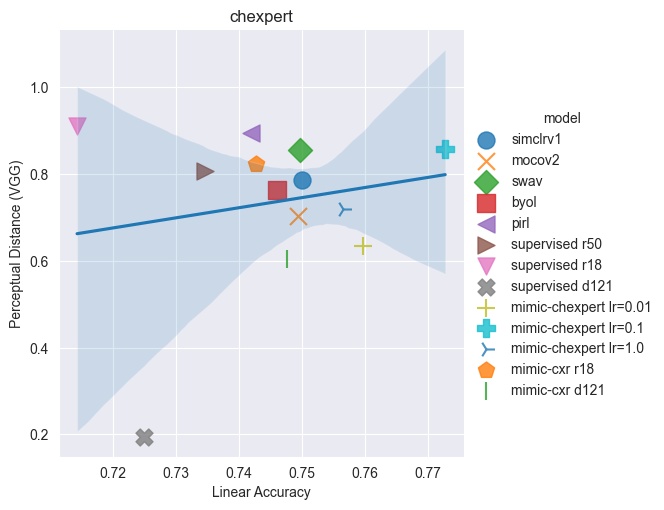 chexpert
1.0
0.8
0.6
0.4
0.2
Perceptual Distance (VGG)
0.72 0.73 0.74 0.75 0.76 0.77
Linear Accuracy
model
simclrv1
mocov2
swav
byol
pirl
supervised r50
supervised r18
supervised d121
mimic-chexpert lr=0.01
mimic-chexpert lr=0.1
mimic-chexpert lr=1.0
mimic-cxr r18
mimic-cxr d121